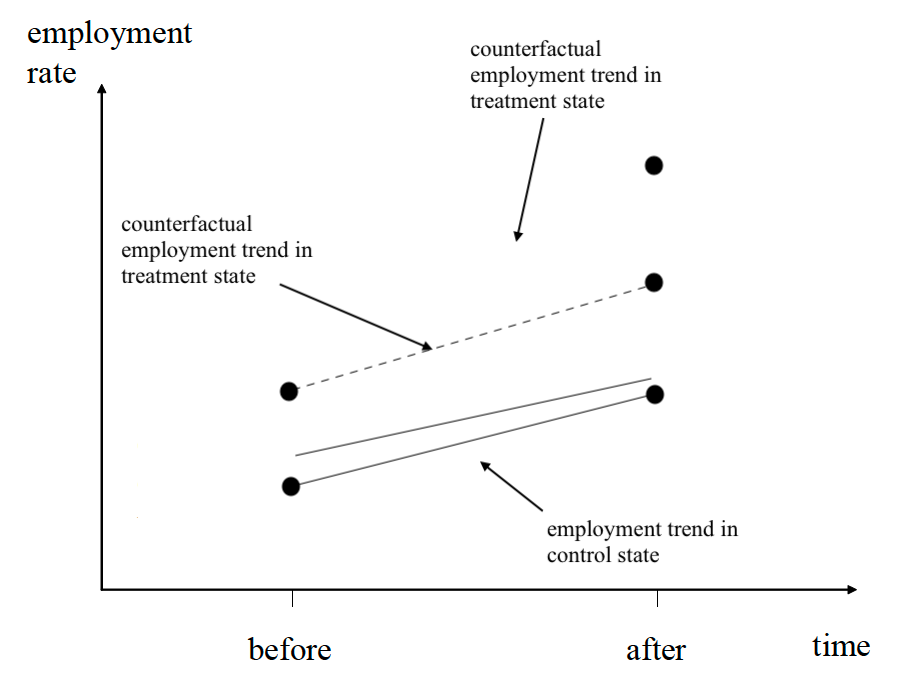 employment
rate
counterfactual
employment trend in
treatment state
counterfactual
employment trend in
treatment state
employment trend in
control state
before
after
time